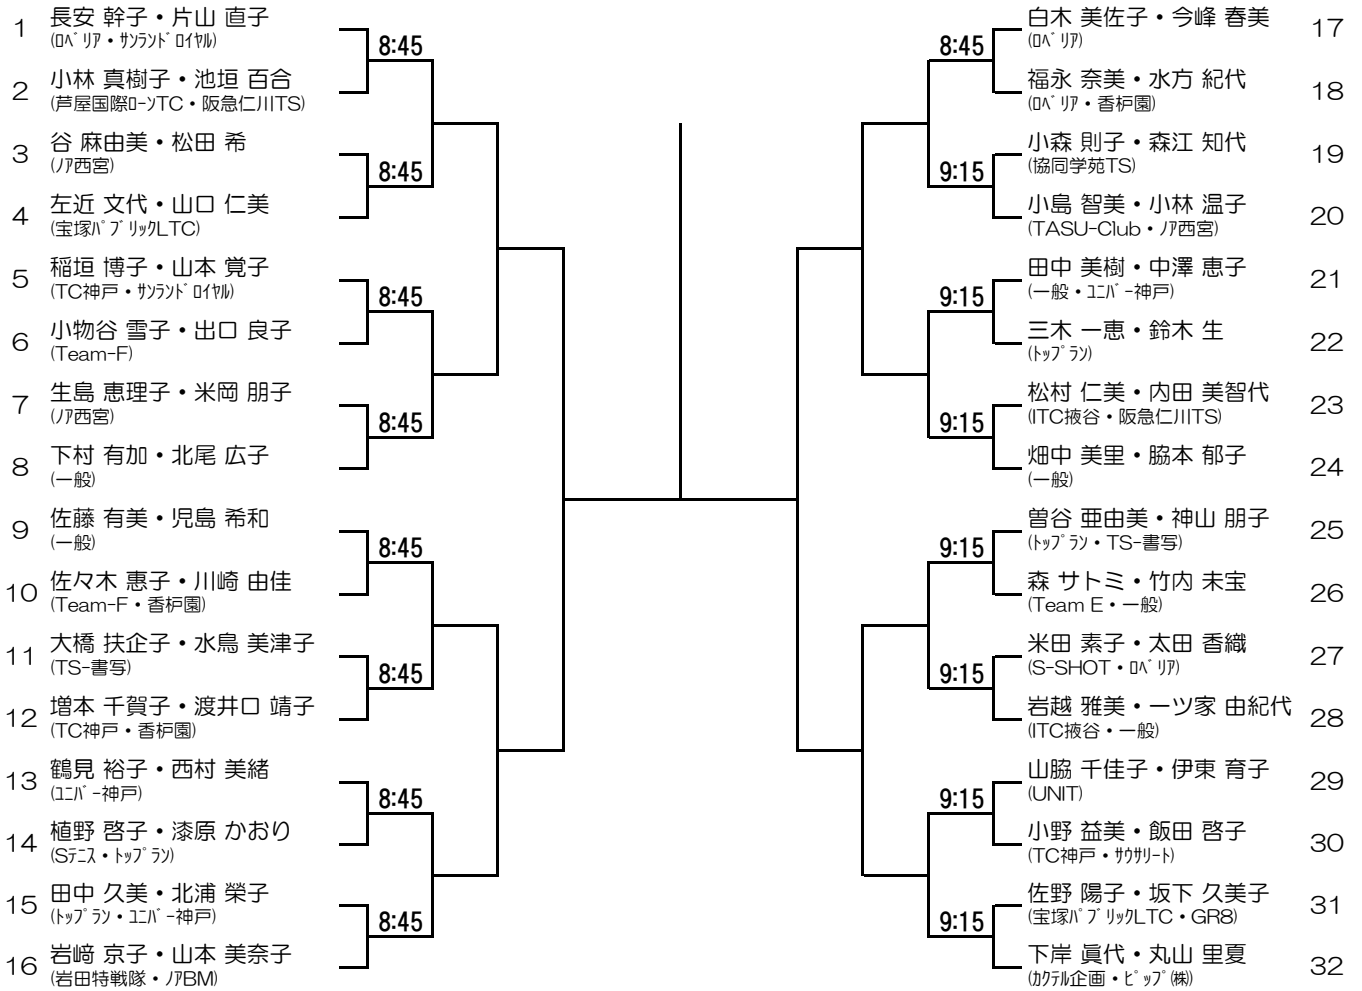 1
長安 幹子・片山 直子
(ﾛﾍﾞﾘｱ・ｻﾝﾗﾝﾄﾞﾛｲﾔﾙ)
8:45
2
小林 真樹子・池垣 百合
(芦屋国際ﾛｰﾝTC・阪急仁川TS)
3
谷 麻由美・松田 希
(ﾉｱ西宮)
8:45
4
左近 文代・山口 仁美
(宝塚ﾊﾟﾌﾞﾘｯｸLTC)
5
稲垣 博子・山本 覚子
(TC神戸・ｻﾝﾗﾝﾄﾞﾛｲﾔﾙ)
8:45
6
小物谷 雪子・出口 良子
(Team-F)
7
生島 恵理子・米岡 朋子
(ﾉｱ西宮)
8:45
8
下村 有加・北尾 広子
(一般)
9
佐藤 有美・児島 希和
(一般)
8:45
10
佐々木 惠子・川崎 由佳
(Team-F・香枦園)
11
大橋 扶企子・水鳥 美津子
(TS-書写)
8:45
12
増本 千賀子・渡井口 靖子
(TC神戸・香枦園)
13
鶴見 裕子・西村 美緒
(ﾕﾆﾊﾞｰ神戸)
8:45
14
植野 啓子・漆原 かおり
(Sﾃﾆｽ・ﾄｯﾌﾟﾗﾝ)
15
田中 久美・北浦 榮子
(ﾄｯﾌﾟﾗﾝ・ﾕﾆﾊﾞｰ神戸)
8:45
16
岩﨑 京子・山本 美奈子
(岩田特戦隊・ﾉｱBM)
白木 美佐子・今峰 春美
(ﾛﾍﾞﾘｱ)
17
8:45
福永 奈美・水方 紀代
(ﾛﾍﾞﾘｱ・香枦園)
18
小森 則子・森江 知代
(協同学苑TS)
19
9:15
小島 智美・小林 温子
(TASU-Club・ﾉｱ西宮)
20
田中 美樹・中澤 恵子
(一般・ﾕﾆﾊﾞｰ神戸)
21
9:15
三木 一恵・鈴木 生
(ﾄｯﾌﾟﾗﾝ)
22
松村 仁美・内田 美智代
(ITC掖谷・阪急仁川TS)
23
9:15
畑中 美里・脇本 郁子
(一般)
24
曽谷 亜由美・神山 朋子
(ﾄｯﾌﾟﾗﾝ・TS-書写)
25
9:15
森 サトミ・竹内 未宝
(Team E・一般)
26
米田 素子・太田 香織
(S-SHOT・ﾛﾍﾞﾘｱ)
27
9:15
岩越 雅美・一ツ家 由紀代
(ITC掖谷・一般)
28
山脇 千佳子・伊東 育子
(UNIT)
29
9:15
小野 益美・飯田 啓子
(TC神戸・ｻｳｻﾘｰﾄ)
30
佐野 陽子・坂下 久美子
(宝塚ﾊﾟﾌﾞﾘｯｸLTC・GR8)
31
9:15
下岸 眞代・丸山 里夏
(ｶｸﾃﾙ企画・ﾋﾟｯﾌﾟ㈱)
32